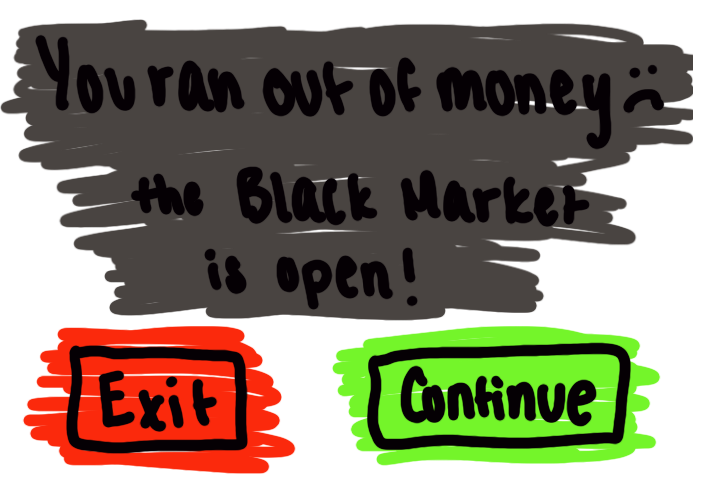 You ran out of money :(
the Black Market
is open!
Exit
Continue